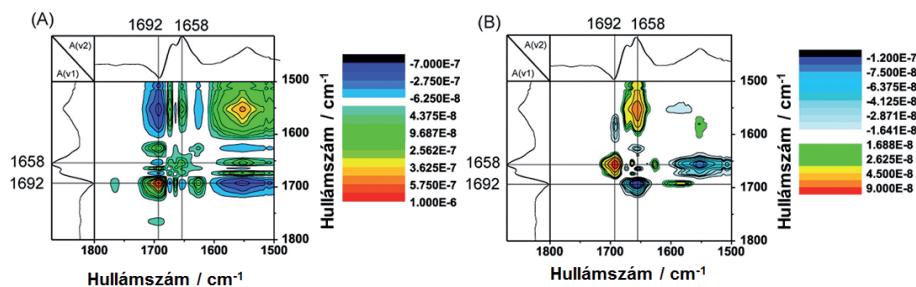 (A)
1692 1658
A(v2)
A(v1)
1500
1600
1700
1800
1658
1692
1800 1700 1600 1500
Hullámszám / cm-1
Hullámszám / cm-1
-7.000E-7
-2.750E-7
-6.250E-8
4.375E-8
9.687E-8
2.562E-7
3.625E-7
5.750E-7
1.000E-6
(B)
1692 1658
A(v2)
A(v1)
1500
1600
1700
1800
1658
1692
1800 1700 1600 1500
Hullámszám / cm-1
Hullámszám / cm-1
-1.200E-7
-7.500E-8
-6.375E-8
-4.125E-8
-2.871E-8
-1.641E-8
1.688E-8
2.625E-8
4.500E-8
9.000E-8